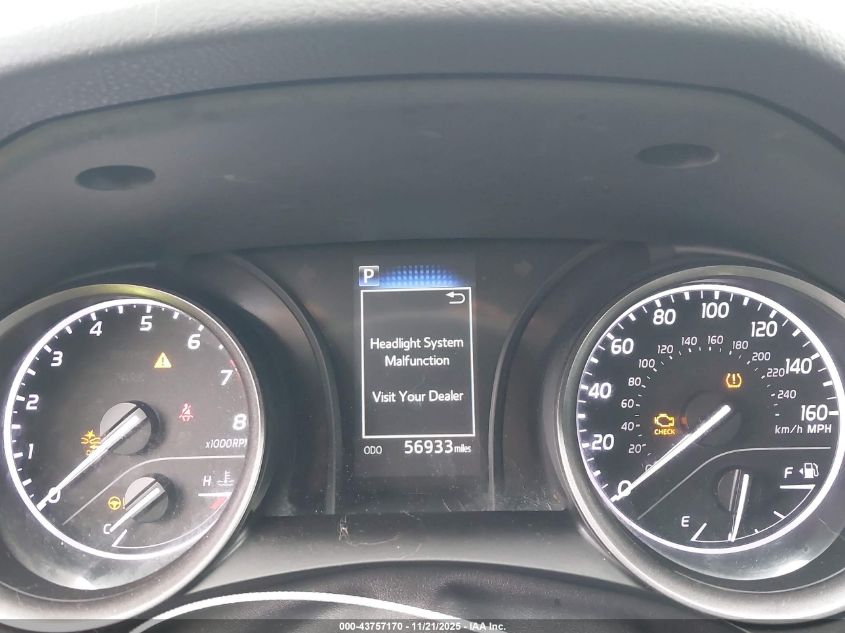 P
Headlight System
Malfunction
Visit Your Dealer
ODO 56933 miles
0
1
2
3
4
5
6
7
8
x1000RPM
H
C
0
20
40
60
80
100
120
140
160
km/h MPH
20
40
60
80
100
120
140
160
180
200
220
240
CHECK
F
E
000-43757170 - 11/21/2025 - IAA Inc.